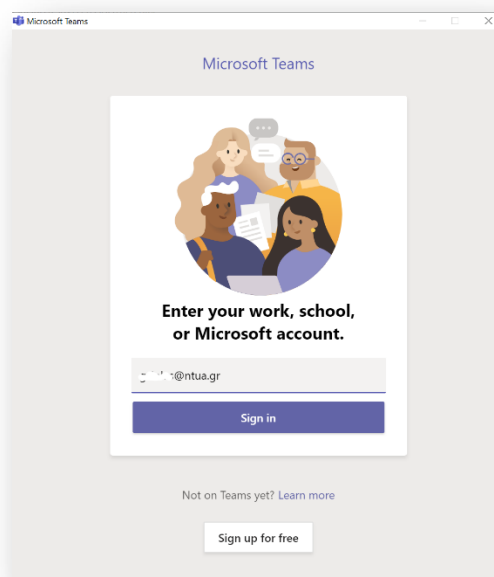 Microsoft Teams
Microsoft Teams
Enter your work, school,
or Microsoft account.
@ntua.gr
Sign in
Not on Teams yet? Learn more
Sign up for free